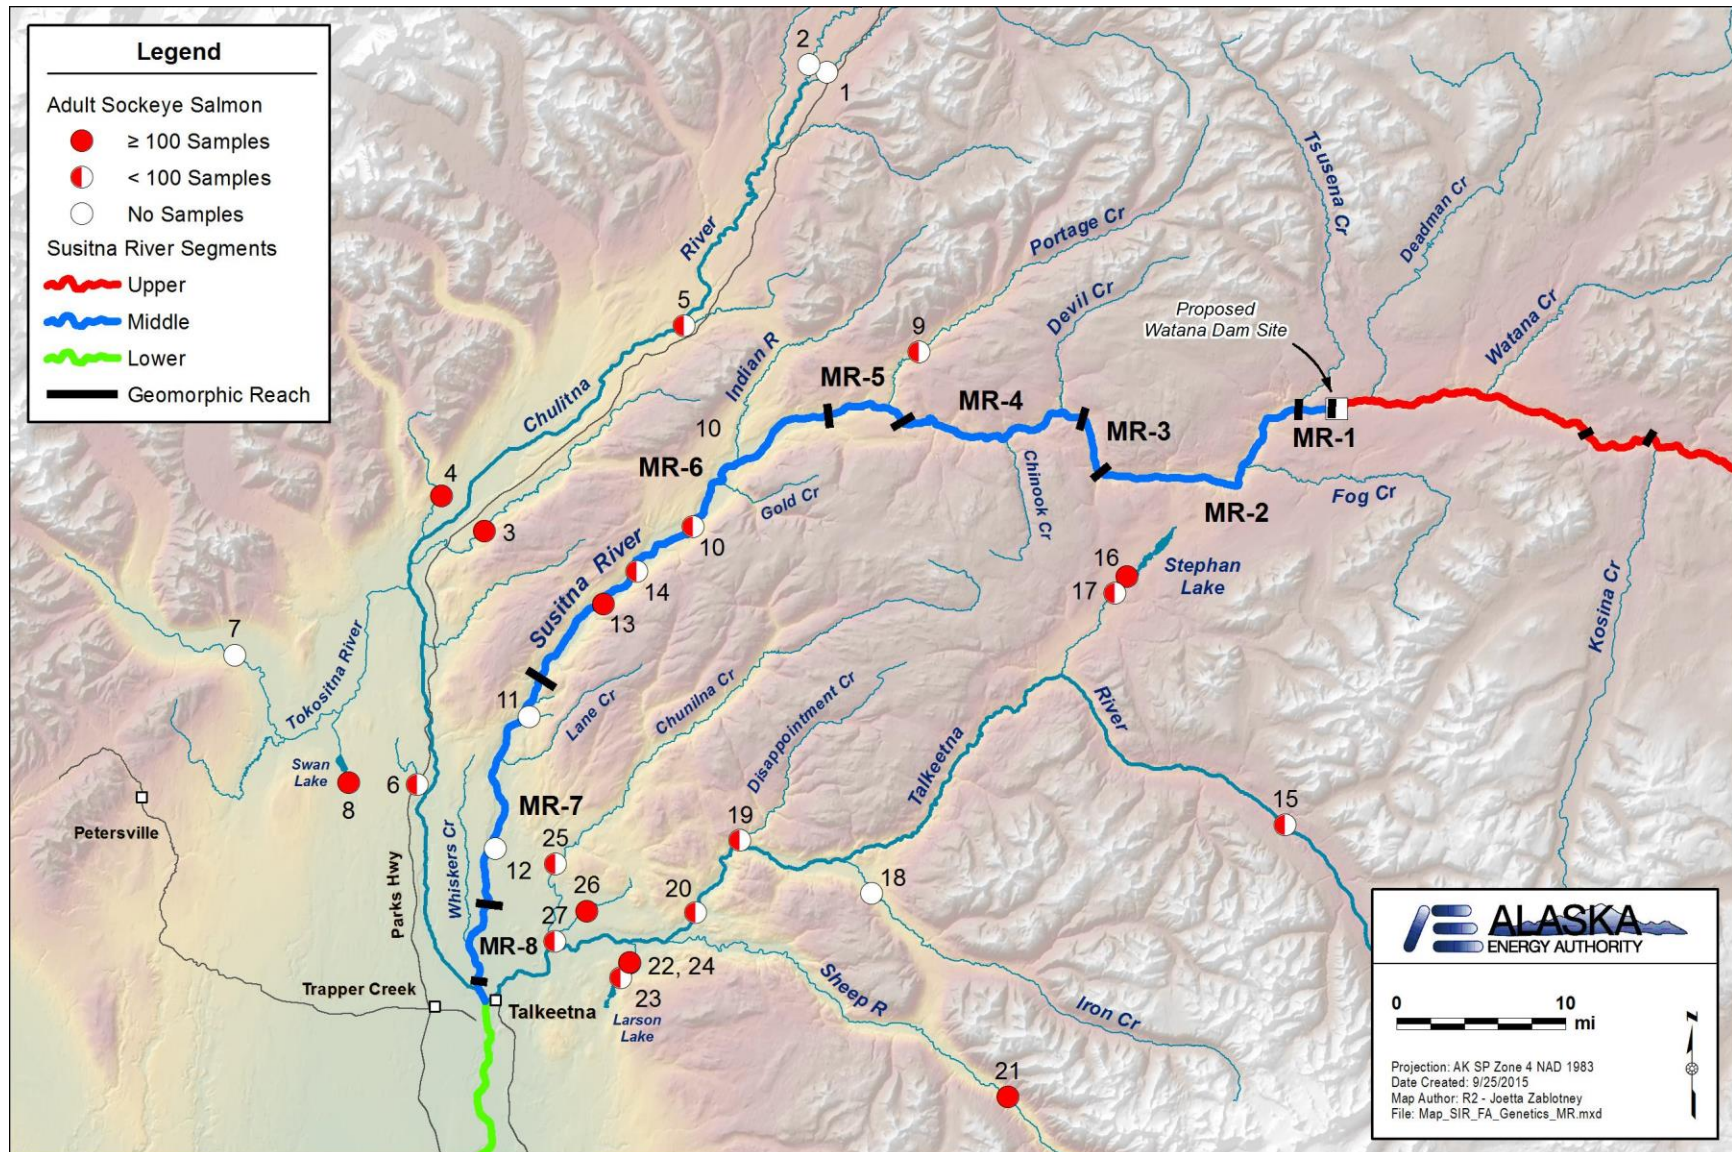 Legend
Adult Sockeye Salmon
≥ 100 Samples
< 100 Samples
No Samples
Susitna River Segments
Upper
Middle
Lower
Geomorphic Reach
2
1
River
5
Chulitna
4
3
7
Tokositna River
Swan
Lake
8
6
Petersville
Parks Hwy
Trapper Creek
Whiskers Cr
Talkeetna
Indian R
10
MR-6
MR-5
9
Portage Cr
Devil Cr
MR-4
MR-3
Chinook Cr
Gold Cr
10
14
13
Susitna River
11
Lane Cr
Chunilna Cr
Disappointment Cr
MR-7
12
25
26
27
MR-8
20
19
22, 24
23
Larson
Lake
Talkeetna
River
15
18
Sheep R
Iron Cr
21
16
17
Stephan
Lake
MR-2
Fog Cr
MR-1
Proposed
Watana Dam Site
Tsusena Cr
Deadman Cr
Watana Cr
Kosina Cr
ALASKA
ENERGY AUTHORITY
0 10
mi
N
Projection: AK SP Zone 4 NAD 1983
Date Created: 9/25/2015
Map Author: R2 - Joetta Zablotney
File: Map_SIR_FA_Genetics_MR.mxd